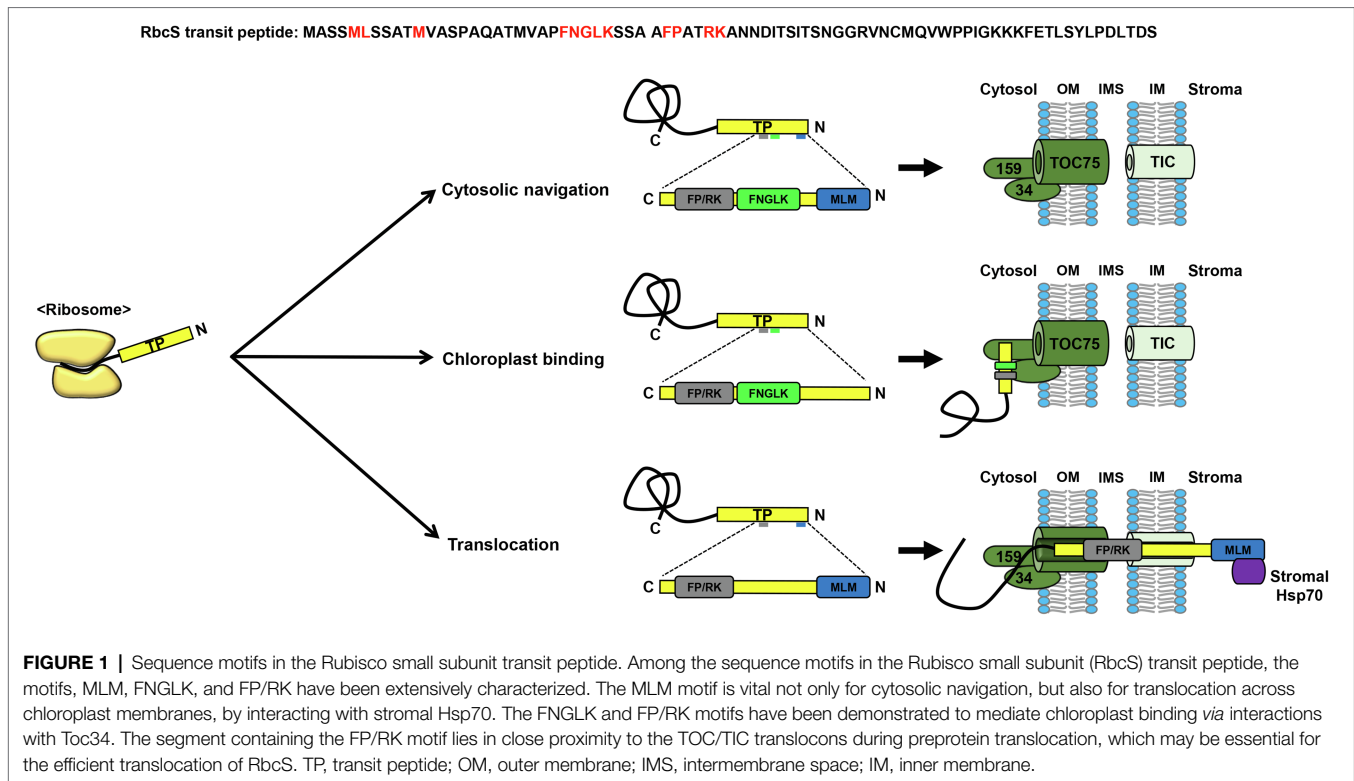 RbcS transit peptide: MASSMLSSATMVASPAQATMVAPFNGLKSSA AFPATRKANNDITSITSNGGRVNCMQVWPPIGKKKFETLSYLPDLTDS
Cytosol OM IMS IM Stroma
TP N
C
159 TOC75 TIC
34
Cytosolic navigation
C FP/RK FNGLK MLM N
Cytosol OM IMS IM Stroma
<Ribosome>
TP N
TP N
C
TOC75 TIC
Chloroplast binding
C FP/RK FNGLK N
Cytosol OM IMS IM Stroma
TP N
C
Translocation
159 FP/RK MLM
34
Stromal
Hsp70
C FP/RK MLM N
FIGURE 1 | Sequence motifs in the Rubisco small subunit transit peptide. Among the sequence motifs in the Rubisco small subunit (RbcS) transit peptide, the
motifs, MLM, FNGLK, and FP/RK have been extensively characterized. The MLM motif is vital not only for cytosolic navigation, but also for translocation across
chloroplast membranes, by interacting with stromal Hsp70. The FNGLK and FP/RK motifs have been demonstrated to mediate chloroplast binding via interactions
with Toc34. The segment containing the FP/RK motif lies in close proximity to the TOC/TIC translocons during preprotein translocation, which may be essential for
the efficient translocation of RbcS. TP, transit peptide; OM, outer membrane; IMS, intermembrane space; IM, inner membrane.